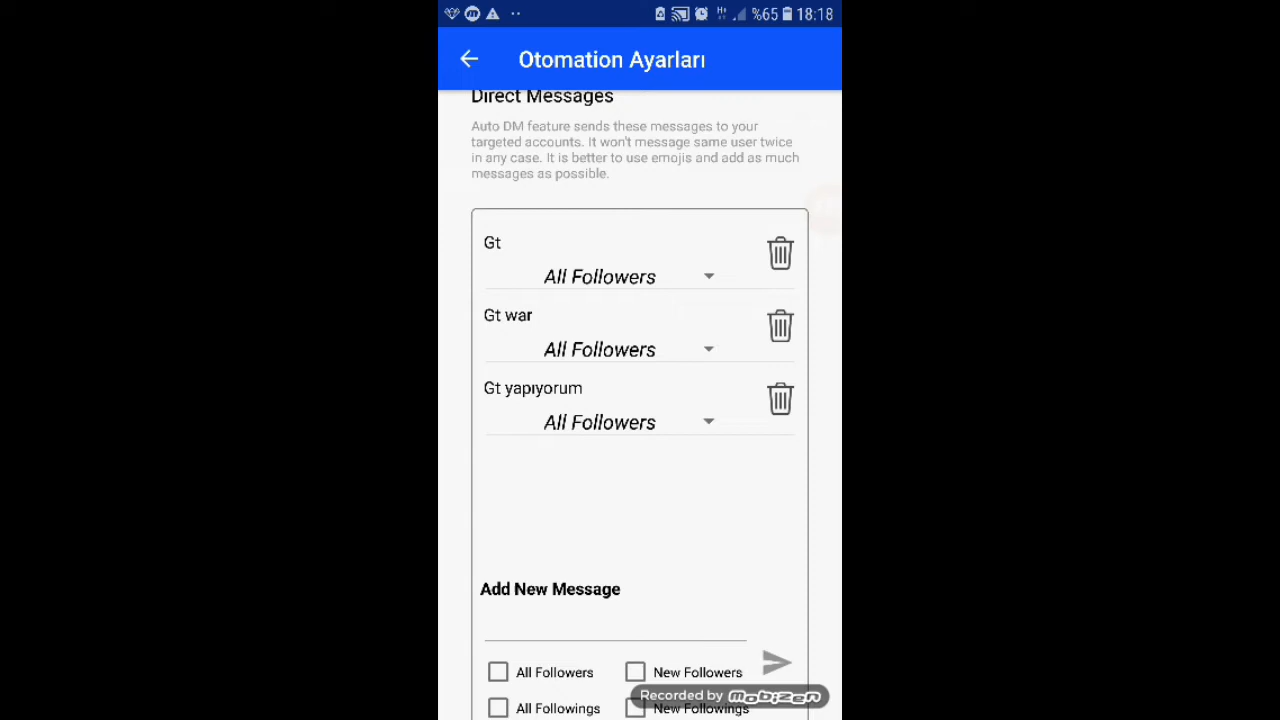 %65 18:18
Otomation Ayarları
Direct Messages
Auto DM feature sends these messages to your
targeted accounts. It won't message same user twice
in any case. It is better to use emojis and add as much
messages as possible.
Gt
All Followers
Gt war
All Followers
Gt yapıyorum
All Followers
Add New Message
All Followers New Followers
Recorded by mobizen
All Followings New Followings